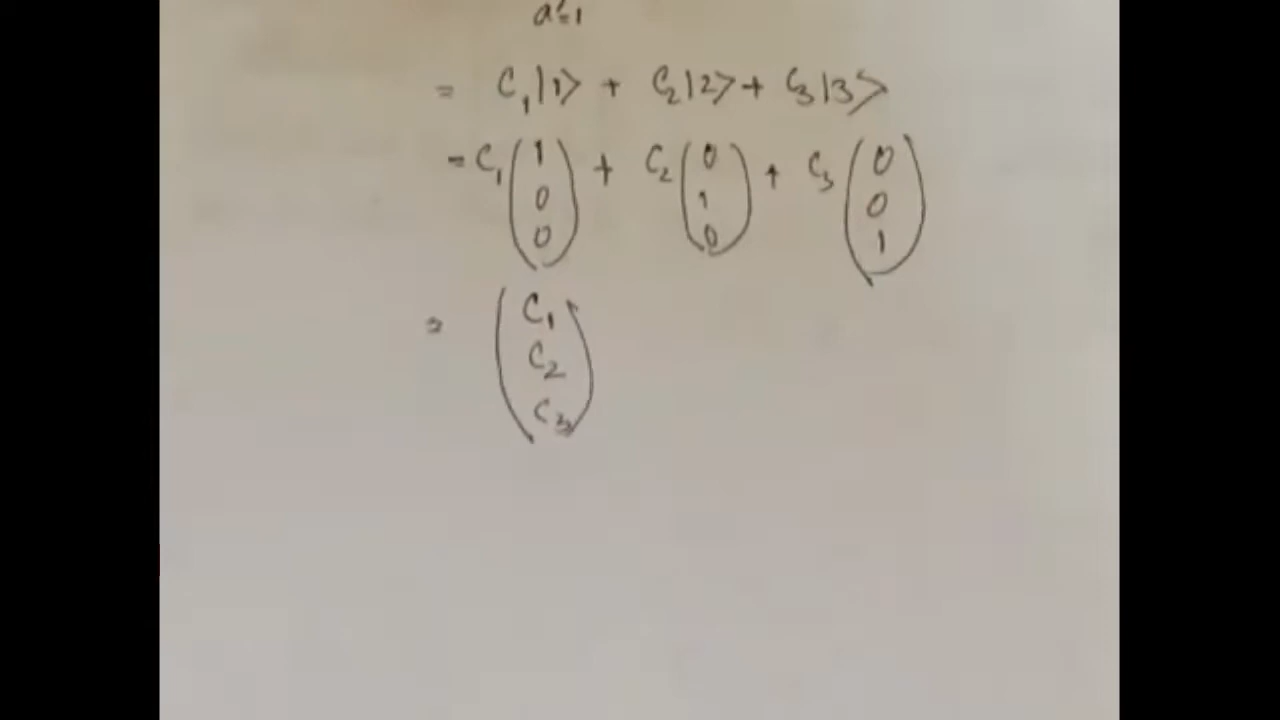 a'=1
= C₁|1> + C₂|2> + C₃|3>
= C₁ (1 0 0) + C₂ (0 1 0) + C₃ (0 0 1)
= (C₁ C₂ C₃)